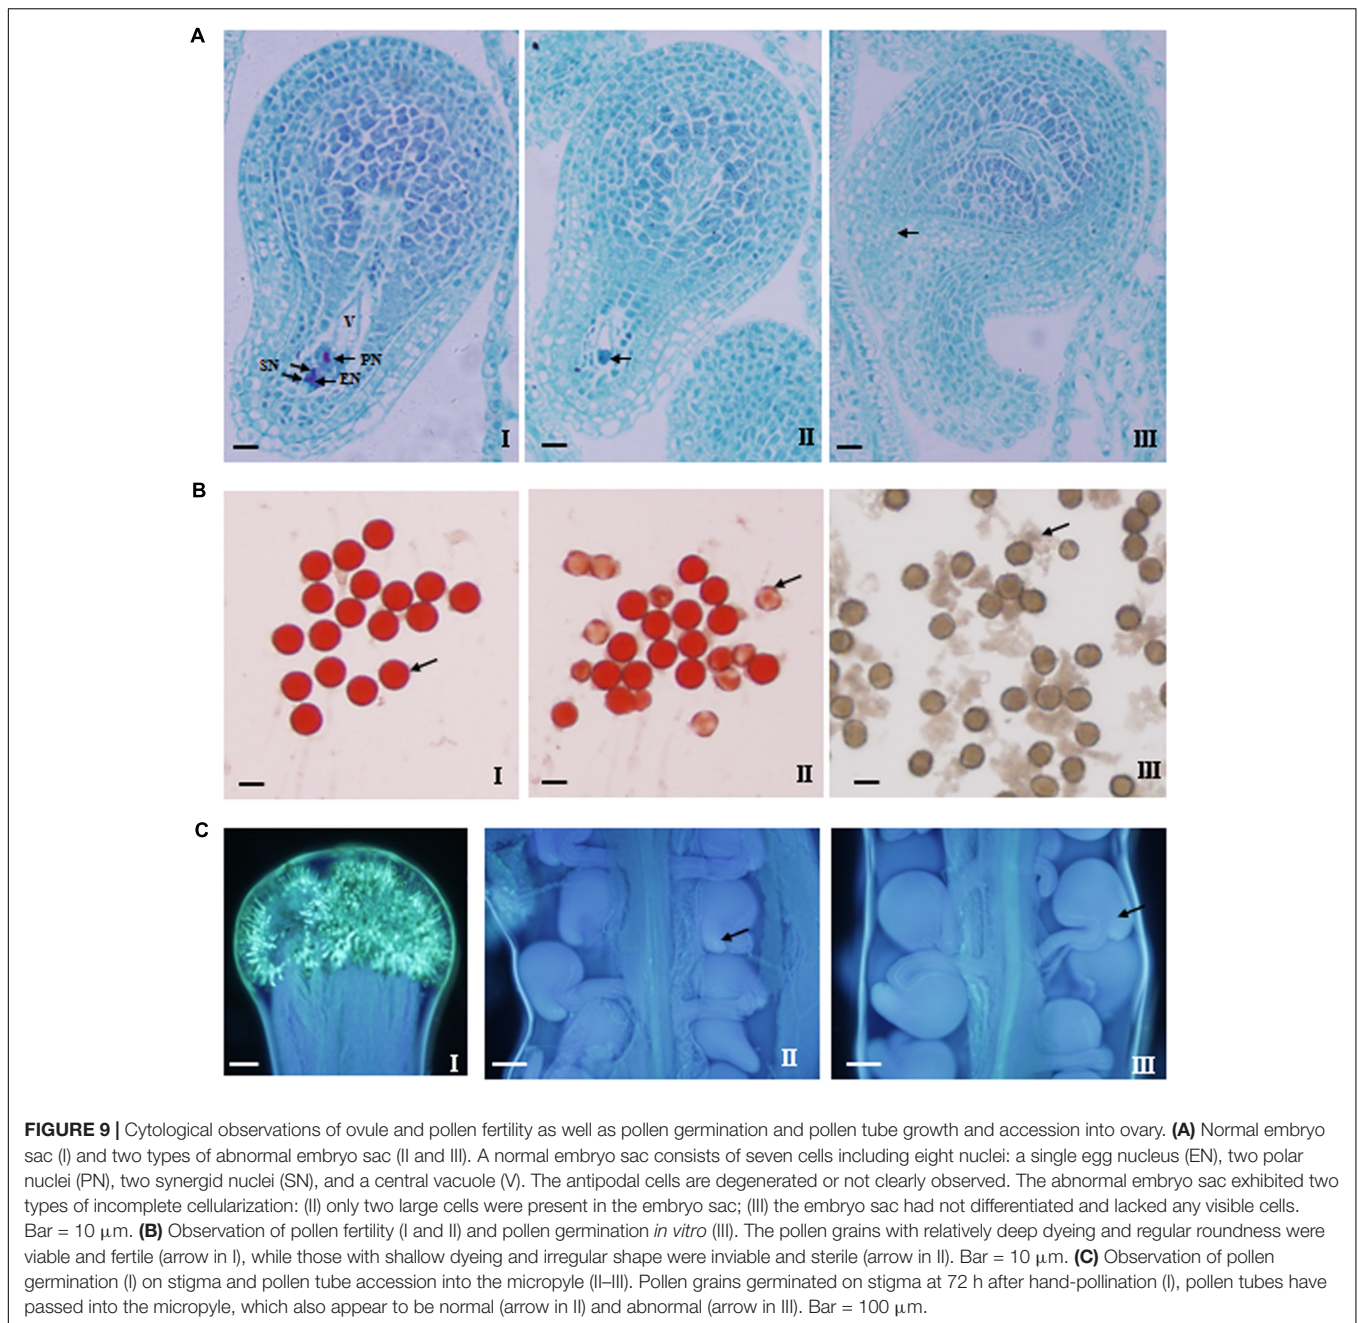 A
V
SN
PN
EN
I
II
III
B
I
II
III
C
I
II
III
FIGURE 9 | Cytological observations of ovule and pollen fertility as well as pollen germination and pollen tube growth and accession into ovary. (A) Normal embryo
sac (I) and two types of abnormal embryo sac (II and III). A normal embryo sac consists of seven cells including eight nuclei: a single egg nucleus (EN), two polar
nuclei (PN), two synergid nuclei (SN), and a central vacuole (V). The antipodal cells are degenerated or not clearly observed. The abnormal embryo sac exhibited two
types of incomplete cellularization: (II) only two large cells were present in the embryo sac; (III) the embryo sac had not differentiated and lacked any visible cells.
Bar = 10 μm. (B) Observation of pollen fertility (I and II) and pollen germination in vitro (III). The pollen grains with relatively deep dyeing and regular roundness were
viable and fertile (arrow in I), while those with shallow dyeing and irregular shape were inviable and sterile (arrow in II). Bar = 10 μm. (C) Observation of pollen
germination (I) on stigma and pollen tube accession into the micropyle (II–III). Pollen grains germinated on stigma at 72 h after hand-pollination (I), pollen tubes have
passed into the micropyle, which also appear to be normal (arrow in II) and abnormal (arrow in III). Bar = 100 μm.